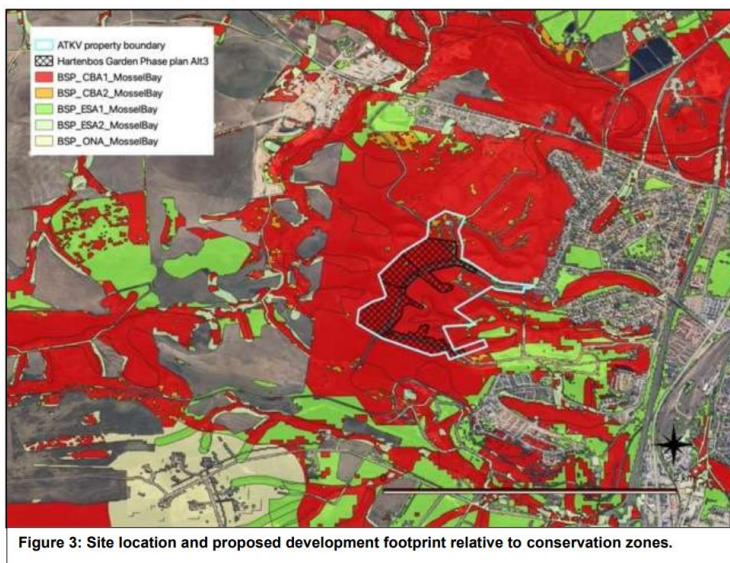 ATKV property boundary
Hartenbos Garden Phase plan Alt3
BSP_CBA1_MosselBay
BSP_CBA2_MosselBay
BSP_ESA1_MosselBay
BSP_ESA2_MosselBay
BSP_ONA_MosselBay
Figure 3: Site location and proposed development footprint relative to conservation zones.